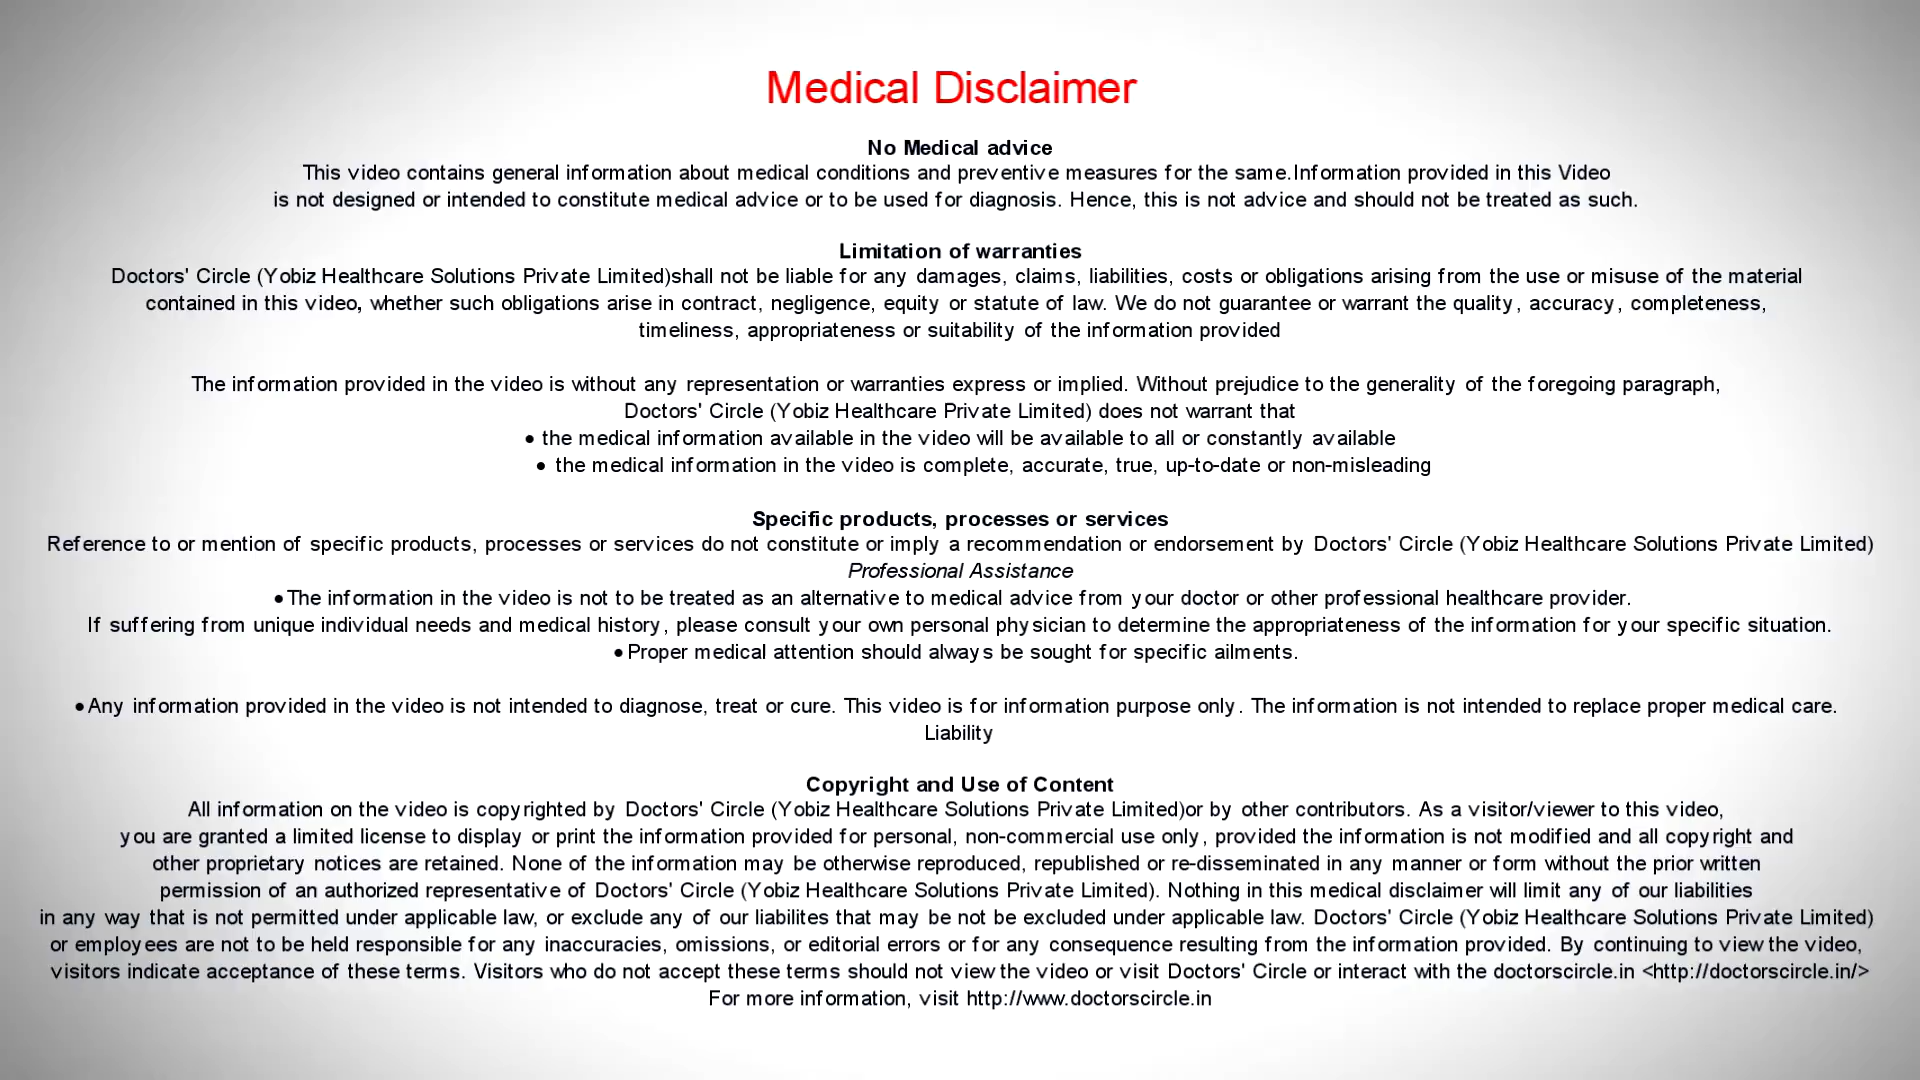 Medical Disclaimer
No Medical advice
This video contains general information about medical conditions and preventive measures for the same.Information provided in this Video
is not designed or intended to constitute medical advice or to be used for diagnosis. Hence, this is not advice and should not be treated as such.
Limitation of warranties
Doctors' Circle (Yobiz Healthcare Solutions Private Limited)shall not be liable for any damages, claims, liabilities, costs or obligations arising from the use or misuse of the material
contained in this video, whether such obligations arise in contract, negligence, equity or statute of law. We do not guarantee or warrant the quality, accuracy, completeness,
timeliness, appropriateness or suitability of the information provided
The information provided in the video is without any representation or warranties express or implied. Without prejudice to the generality of the foregoing paragraph,
Doctors' Circle (Yobiz Healthcare Private Limited) does not warrant that
• the medical information available in the video will be available to all or constantly available
• the medical information in the video is complete, accurate, true, up-to-date or non-misleading
Specific products, processes or services
Reference to or mention of specific products, processes or services do not constitute or imply a recommendation or endorsement by Doctors' Circle (Yobiz Healthcare Solutions Private Limited)
Professional Assistance
•The information in the video is not to be treated as an alternative to medical advice from your doctor or other professional healthcare provider.
If suffering from unique individual needs and medical history, please consult your own personal physician to determine the appropriateness of the information for your specific situation.
•Proper medical attention should always be sought for specific ailments.
•Any information provided in the video is not intended to diagnose, treat or cure. This video is for information purpose only. The information is not intended to replace proper medical care.
Liability
Copyright and Use of Content
All information on the video is copyrighted by Doctors' Circle (Yobiz Healthcare Solutions Private Limited)or by other contributors. As a visitor/viewer to this video,
you are granted a limited license to display or print the information provided for personal, non-commercial use only, provided the information is not modified and all copyright and
other proprietary notices are retained. None of the information may be otherwise reproduced, republished or re-disseminated in any manner or form without the prior written
permission of an authorized representative of Doctors' Circle (Yobiz Healthcare Solutions Private Limited). Nothing in this medical disclaimer will limit any of our liabilities
in any way that is not permitted under applicable law, or exclude any of our liabilites that may be not be excluded under applicable law. Doctors' Circle (Yobiz Healthcare Solutions Private Limited)
or employees are not to be held responsible for any inaccuracies, omissions, or editorial errors or for any consequence resulting from the information provided. By continuing to view the video,
visitors indicate acceptance of these terms. Visitors who do not accept these terms should not view the video or visit Doctors' Circle or interact with the doctorscircle.in <http://doctorscircle.in/>
For more information, visit http://www.doctorscircle.in